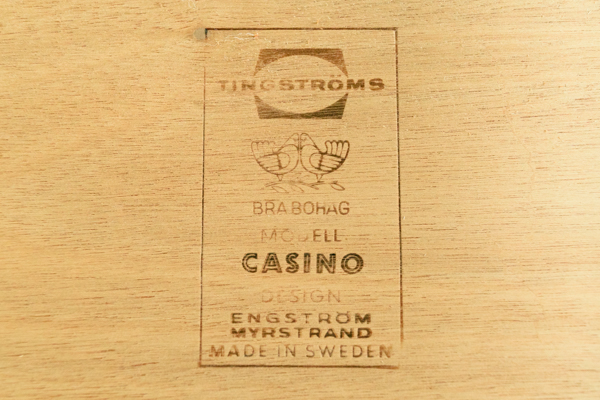 TINGSTRÖMS
BRA BOHAG
MODELL
CASINO
DESIGN
ENGSTRÖM
MYRSTRAND
MADE IN SWEDEN